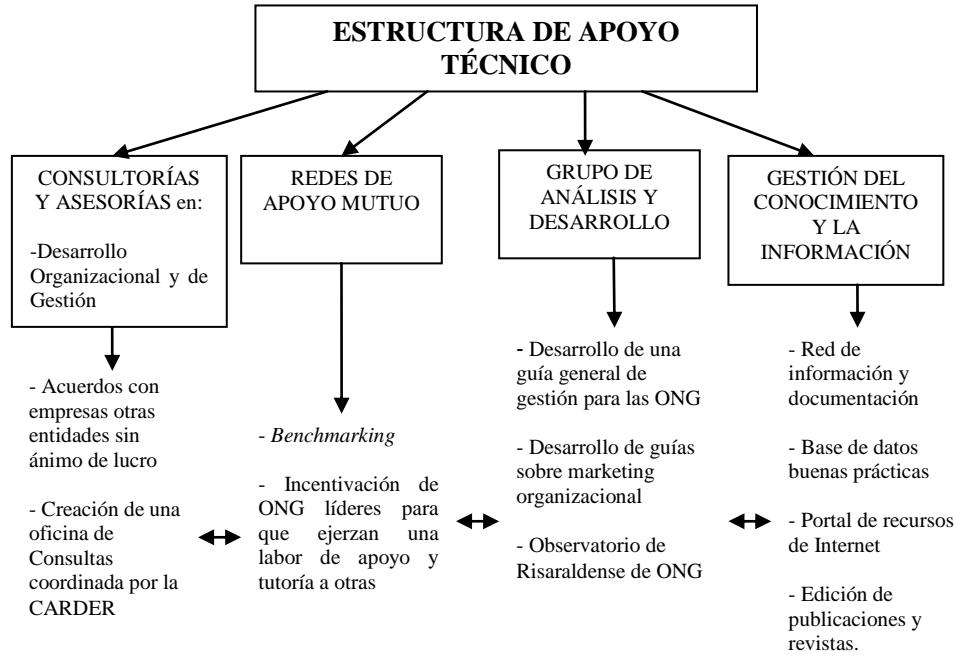 ESTRUCTURA DE APOYO
TÉCNICO
CONSULTORÍAS
Y ASESORÍAS en:
-Desarrollo
Organizacional y de
Gestión
REDES DE
APOYO MUTUO
GRUPO DE
ANÁLISIS Y
DESARROLLO
GESTIÓN DEL
CONOCIMIENTO
Y LA
INFORMACIÓN
- Acuerdos con
empresas otras
entidades sin
ánimo de lucro
- Creación de una
oficina de
Consultas
coordinada por la
CARDER
- Benchmarking
- Incentivación de
ONG líderes para
que ejerzan una
labor de apoyo y
tutoría a otras
- Desarrollo de una
guía general de
gestión para las ONG
- Desarrollo de guías
sobre marketing
organizacional
- Observatorio de
Risaraldense de ONG
- Red de
información y
documentación
- Base de datos
buenas prácticas
- Portal de recursos
de Internet
- Edición de
publicaciones y
revistas.